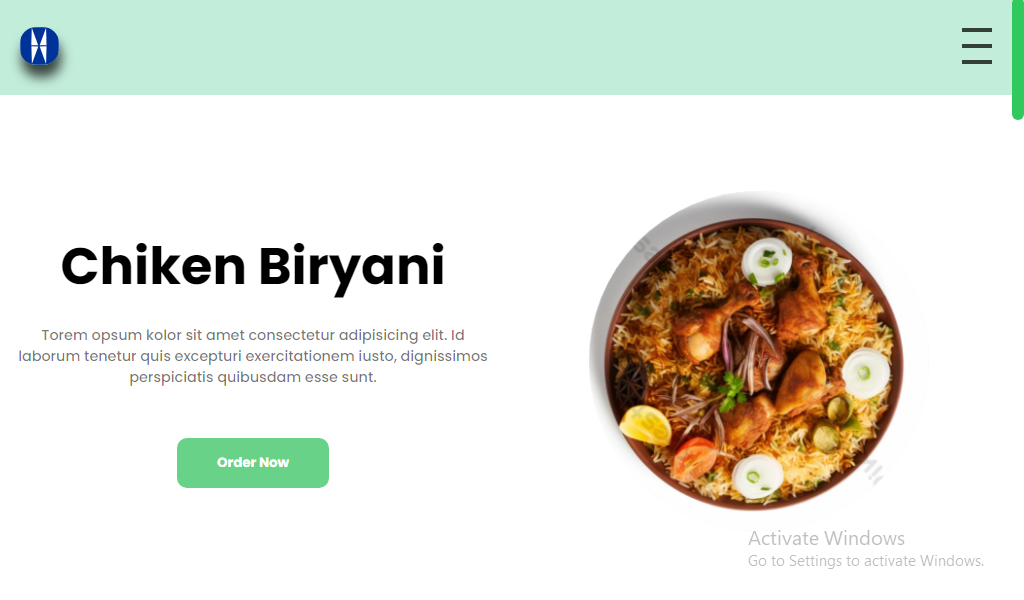 Chiken Biryani
Torem opsum kolor sit amet consectetur adipisicing elit. Id
laborum tenetur quis excepturi exercitationem iusto, dignissimos
perspiciatis quibusdam esse sunt.
Order Now
Activate Windows
Go to Settings to activate Windows.